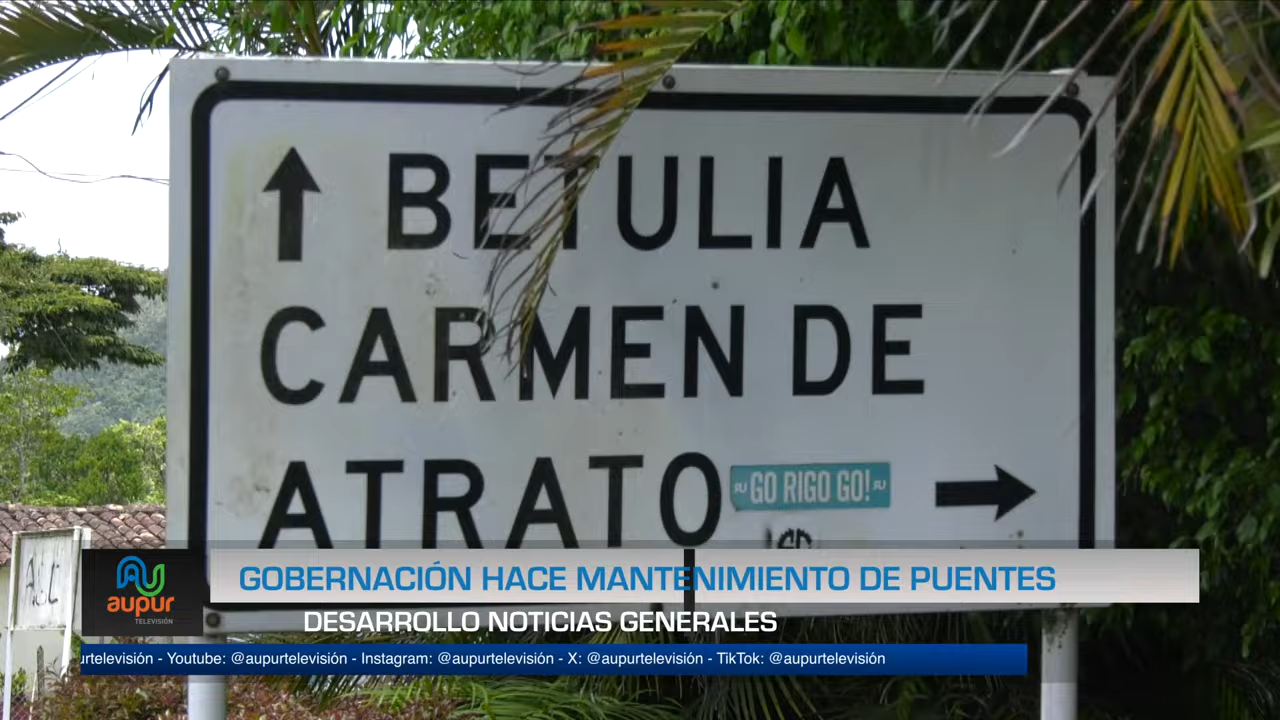 BETULIA
CARMEN DE
ATRATO
GO RIGO GO!
GOBERNACIÓN HACE MANTENIMIENTO DE PUENTES
aupur
TELEVISIÓN
DESARROLLO NOTICIAS GENERALES
urtelevisión - Youtube: @aupurtelevisión - Instagram: @aupurtelevisión - X: @aupurtelevisión - TikTok: @aupurtelevisión